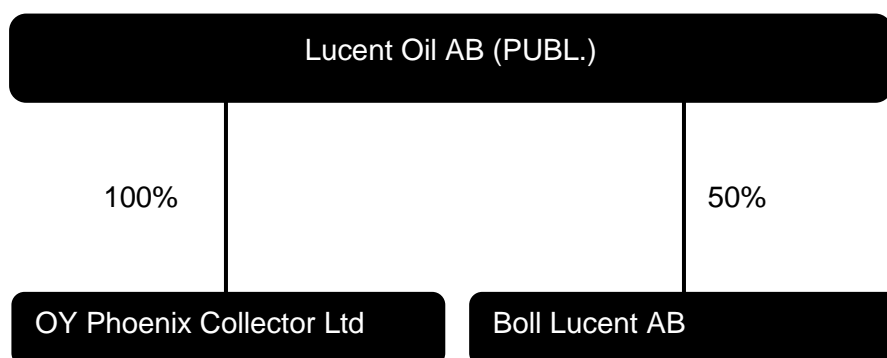 Lucent Oil AB (PUBL.)
100%
50%
OY Phoenix Collector Ltd
Boll Lucent AB